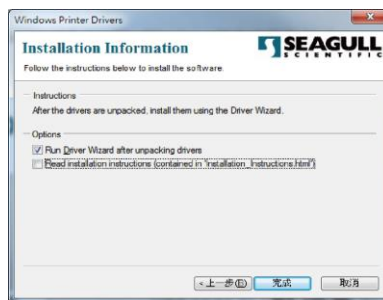 Windows Printer Drivers
Installation Information
SEAGULL
SCIENTIFIC
Follow the instructions below to install the software.
Instructions
After the drivers are unpacked, install them using the Driver Wizard.
Options
Run Driver Wizard after unpacking drivers
Read installation instructions (contained in "Installation_Instructions.html")
<上一步(B)
完成
取消